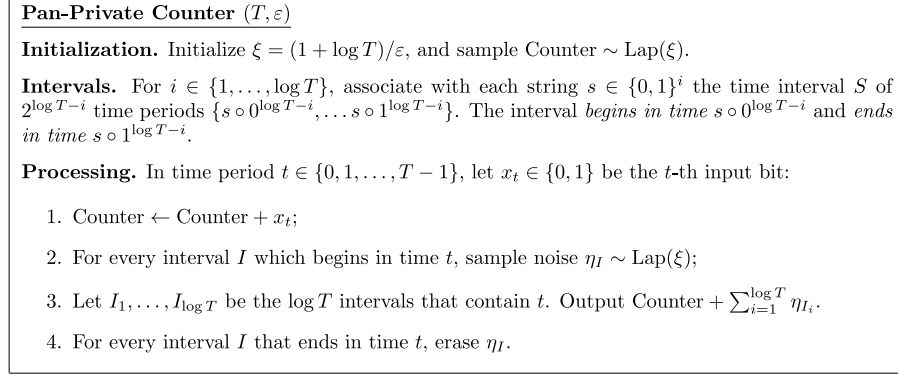 Pan-Private Counter (T, ε)
Initialization. Initialize ξ = (1 + log T)/ε, and sample Counter ∼ Lap(ξ).
Intervals. For i ∈ {1, . . . , log T}, associate with each string s ∈ {0, 1}^i the time interval S of
2^{log T−i} time periods {s ∘ 0^{log T−i}, . . . s ∘ 1^{log T−i}}. The interval begins in time s ∘ 0^{log T−i} and ends
in time s ∘ 1^{log T−i}.
Processing. In time period t ∈ {0, 1, . . . , T − 1}, let x_t ∈ {0, 1} be the t-th input bit:
1. Counter ← Counter + x_t;
2. For every interval I which begins in time t, sample noise η_I ∼ Lap(ξ);
3. Let I_1, . . . , I_{log T} be the log T intervals that contain t. Output Counter + ∑_{i=1}^{log T} η_{I_i}.
4. For every interval I that ends in time t, erase η_I.